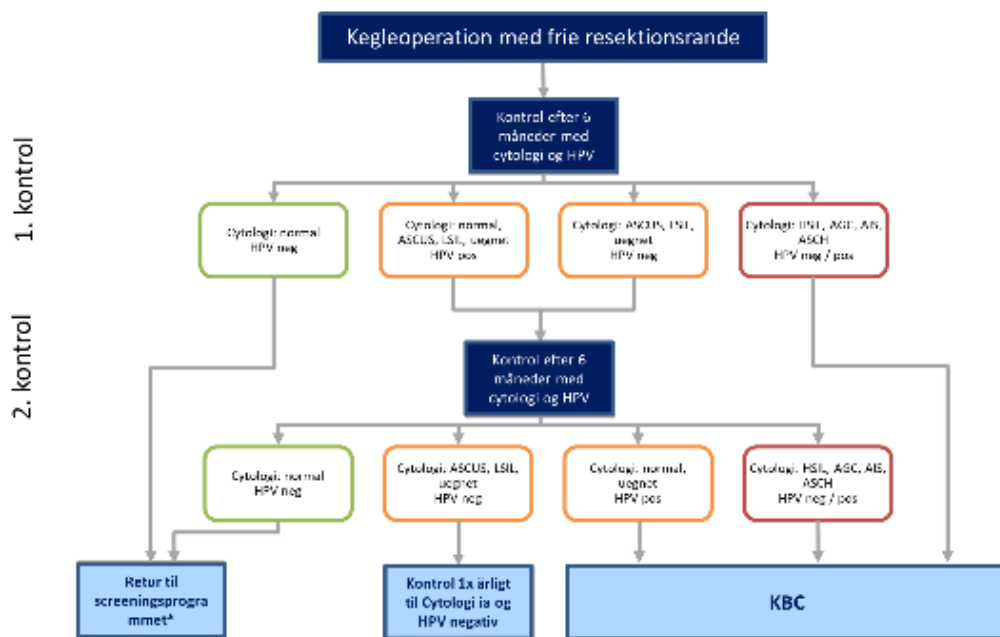 Kegleoperation med frie resektionsrande
1. kontrol
Kontrol efter 6
måneder med
cytologi og HPV
Cytologi: normal
HPV neg
Cytologi: normal,
ASCUS, LSIL, uegnet
HPV pos
Cytologi: ASCUS, LSIL,
uegnet
HPV neg
Cytologi: HSIL, AGC, AIS,
ASCH
HPV neg / pos
2. kontrol
Kontrol efter 6
måneder med
cytologi og HPV
Cytologi: normal
HPV neg
Cytologi: ASCUS, LSIL,
uegnet
HPV neg
Cytologi: normal,
uegnet
HPV pos
Cytologi: HSIL, AGC, AIS,
ASCH
HPV neg / pos
Retur til
screeningsprogra
mmet*
Kontrol 1x årligt
til Cytologi ia og
HPV negativ
KBC